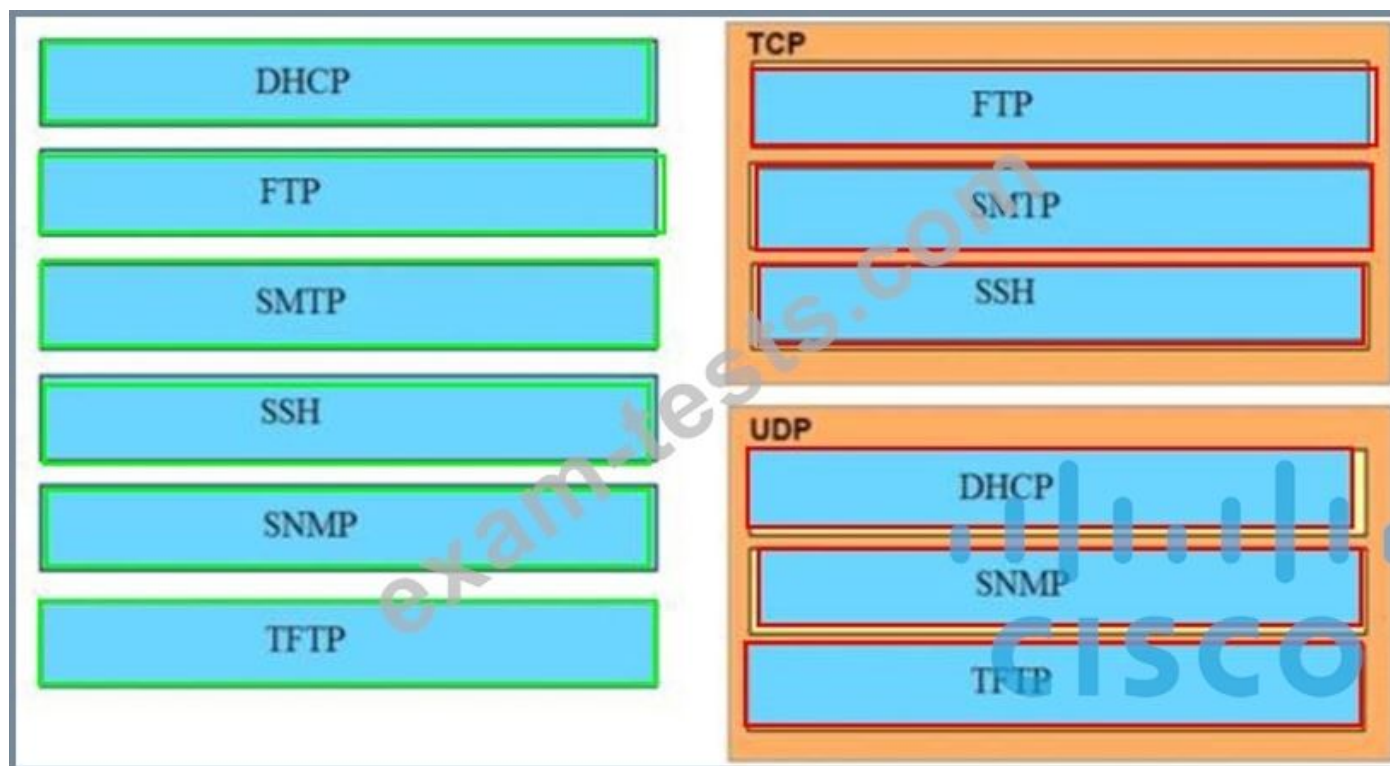 DHCP
FTP
SMTP
SSH
SNMP
TFTP
TCP
FTP
SMTP
SSH
UDP
DHCP
SNMP
TFTP
exam-tests.com
CISCO